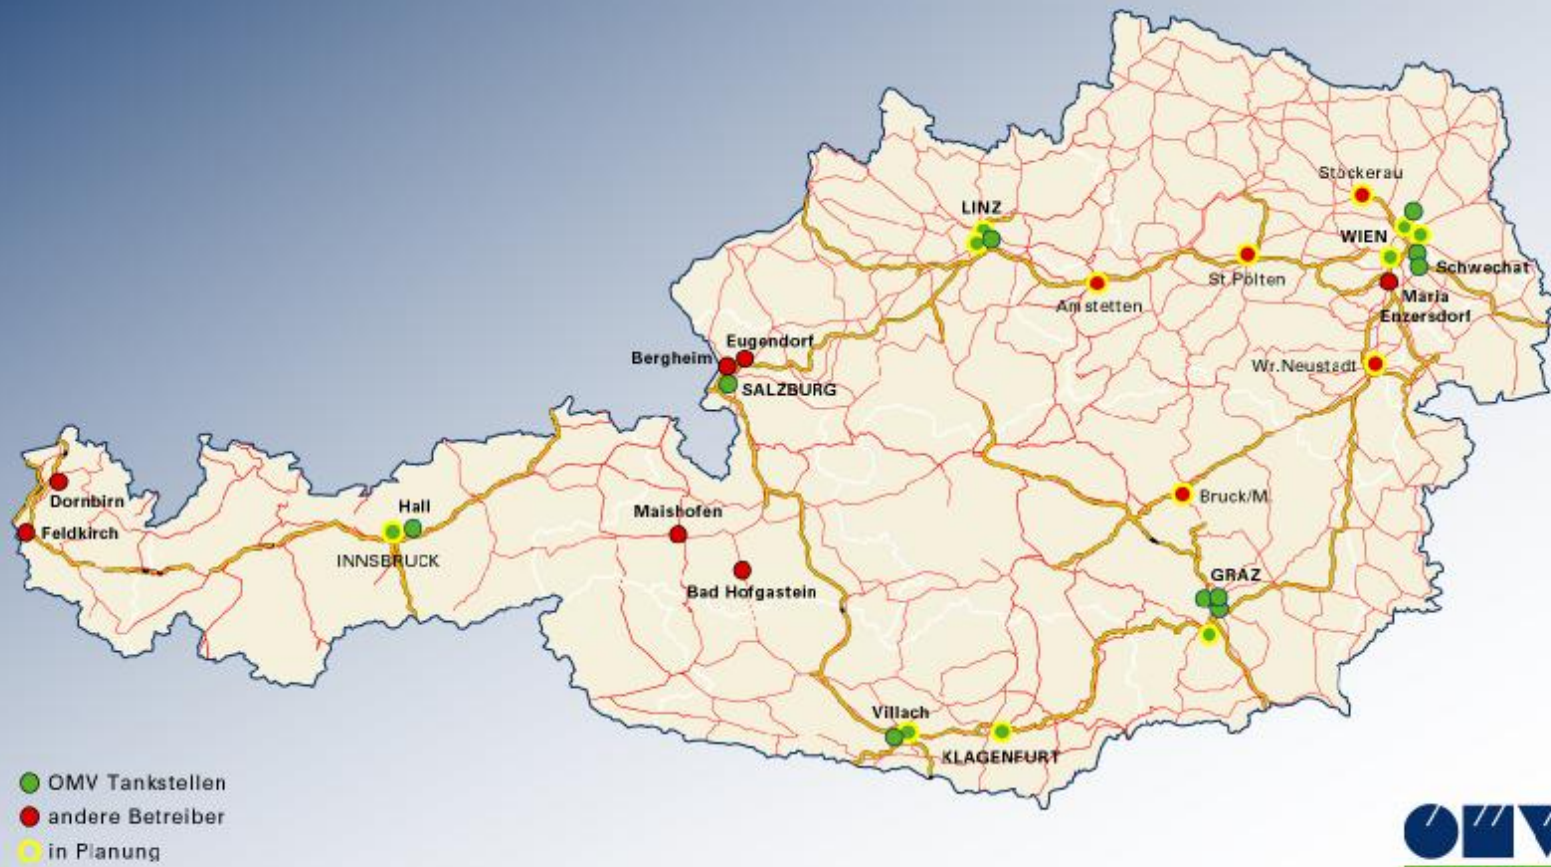 Stockerau
LINZ
WIEN
Schwechat
St.Pölten
Amstetten
Maria
Enzersdorf
Eugendorf
Bergheim
Wr.Neustadt
SALZBURG
Dornbirn
Hall
Maishofen
Bruck/M.
Feldkirch
INNSBRUCK
GRAZ
Bad Hofgastein
Villach
KLAGENFURT
OMV Tankstellen
andere Betreiber
in Planung
OMV